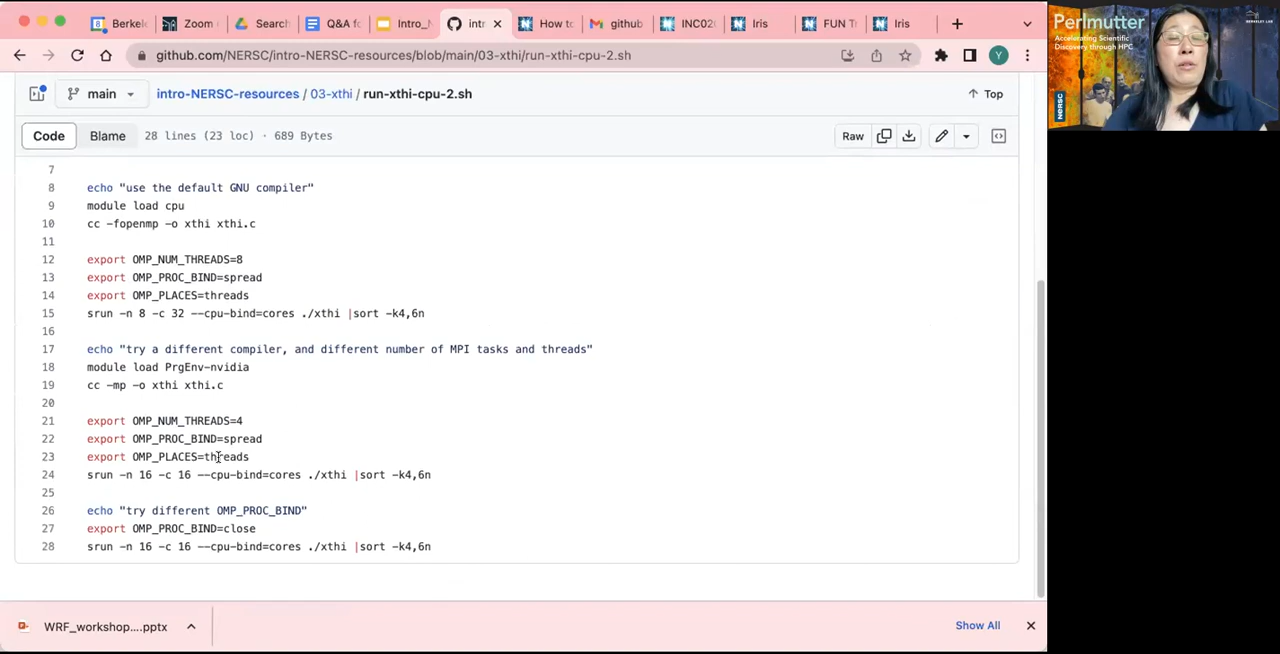 Berkel
Zoom
Search
Q&A fo
Intro_N
intr
How to
github
INC02
Iris
FUN Tr
Iris
github.com/NERSC/intro-NERSC-resources/blob/main/03-xthi/run-xthi-cpu-2.sh
Y
main
intro-NERSC-resources / 03-xthi / run-xthi-cpu-2.sh
Top
Code
Blame
28 lines (23 loc) · 689 Bytes
Raw
7
8 echo "use the default GNU compiler"
9 module load cpu
10 cc -fopenmp -o xthi xthi.c
11
12 export OMP_NUM_THREADS=8
13 export OMP_PROC_BIND=spread
14 export OMP_PLACES=threads
15 srun -n 8 -c 32 --cpu-bind=cores ./xthi |sort -k4,6n
16
17 echo "try a different compiler, and different number of MPI tasks and threads"
18 module load PrgEnv-nvidia
19 cc -mp -o xthi xthi.c
20
21 export OMP_NUM_THREADS=4
22 export OMP_PROC_BIND=spread
23 export OMP_PLACES=threads
24 srun -n 16 -c 16 --cpu-bind=cores ./xthi |sort -k4,6n
25
26 echo "try different OMP_PROC_BIND"
27 export OMP_PROC_BIND=close
28 srun -n 16 -c 16 --cpu-bind=cores ./xthi |sort -k4,6n
WRF_workshop....pptx
Show All
Perlmutter
Accelerating Scientific
Discovery through HPC
NERSC
BERKELEY LAB